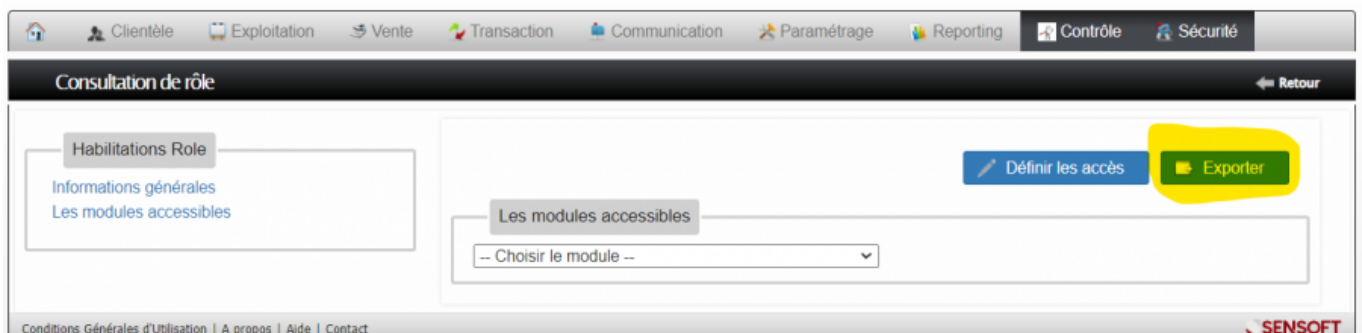 Clientèle Exploitation Vente Transaction Communication Paramétrage Reporting Contrôle Sécurité
Consultation de rôle Retour
Habilitations Role
Informations générales
Les modules accessibles
Définir les accès Exporter
Les modules accessibles
-- Choisir le module --
Conditions Générales d'Utilisation | A propos | Aide | Contact SENSOFT